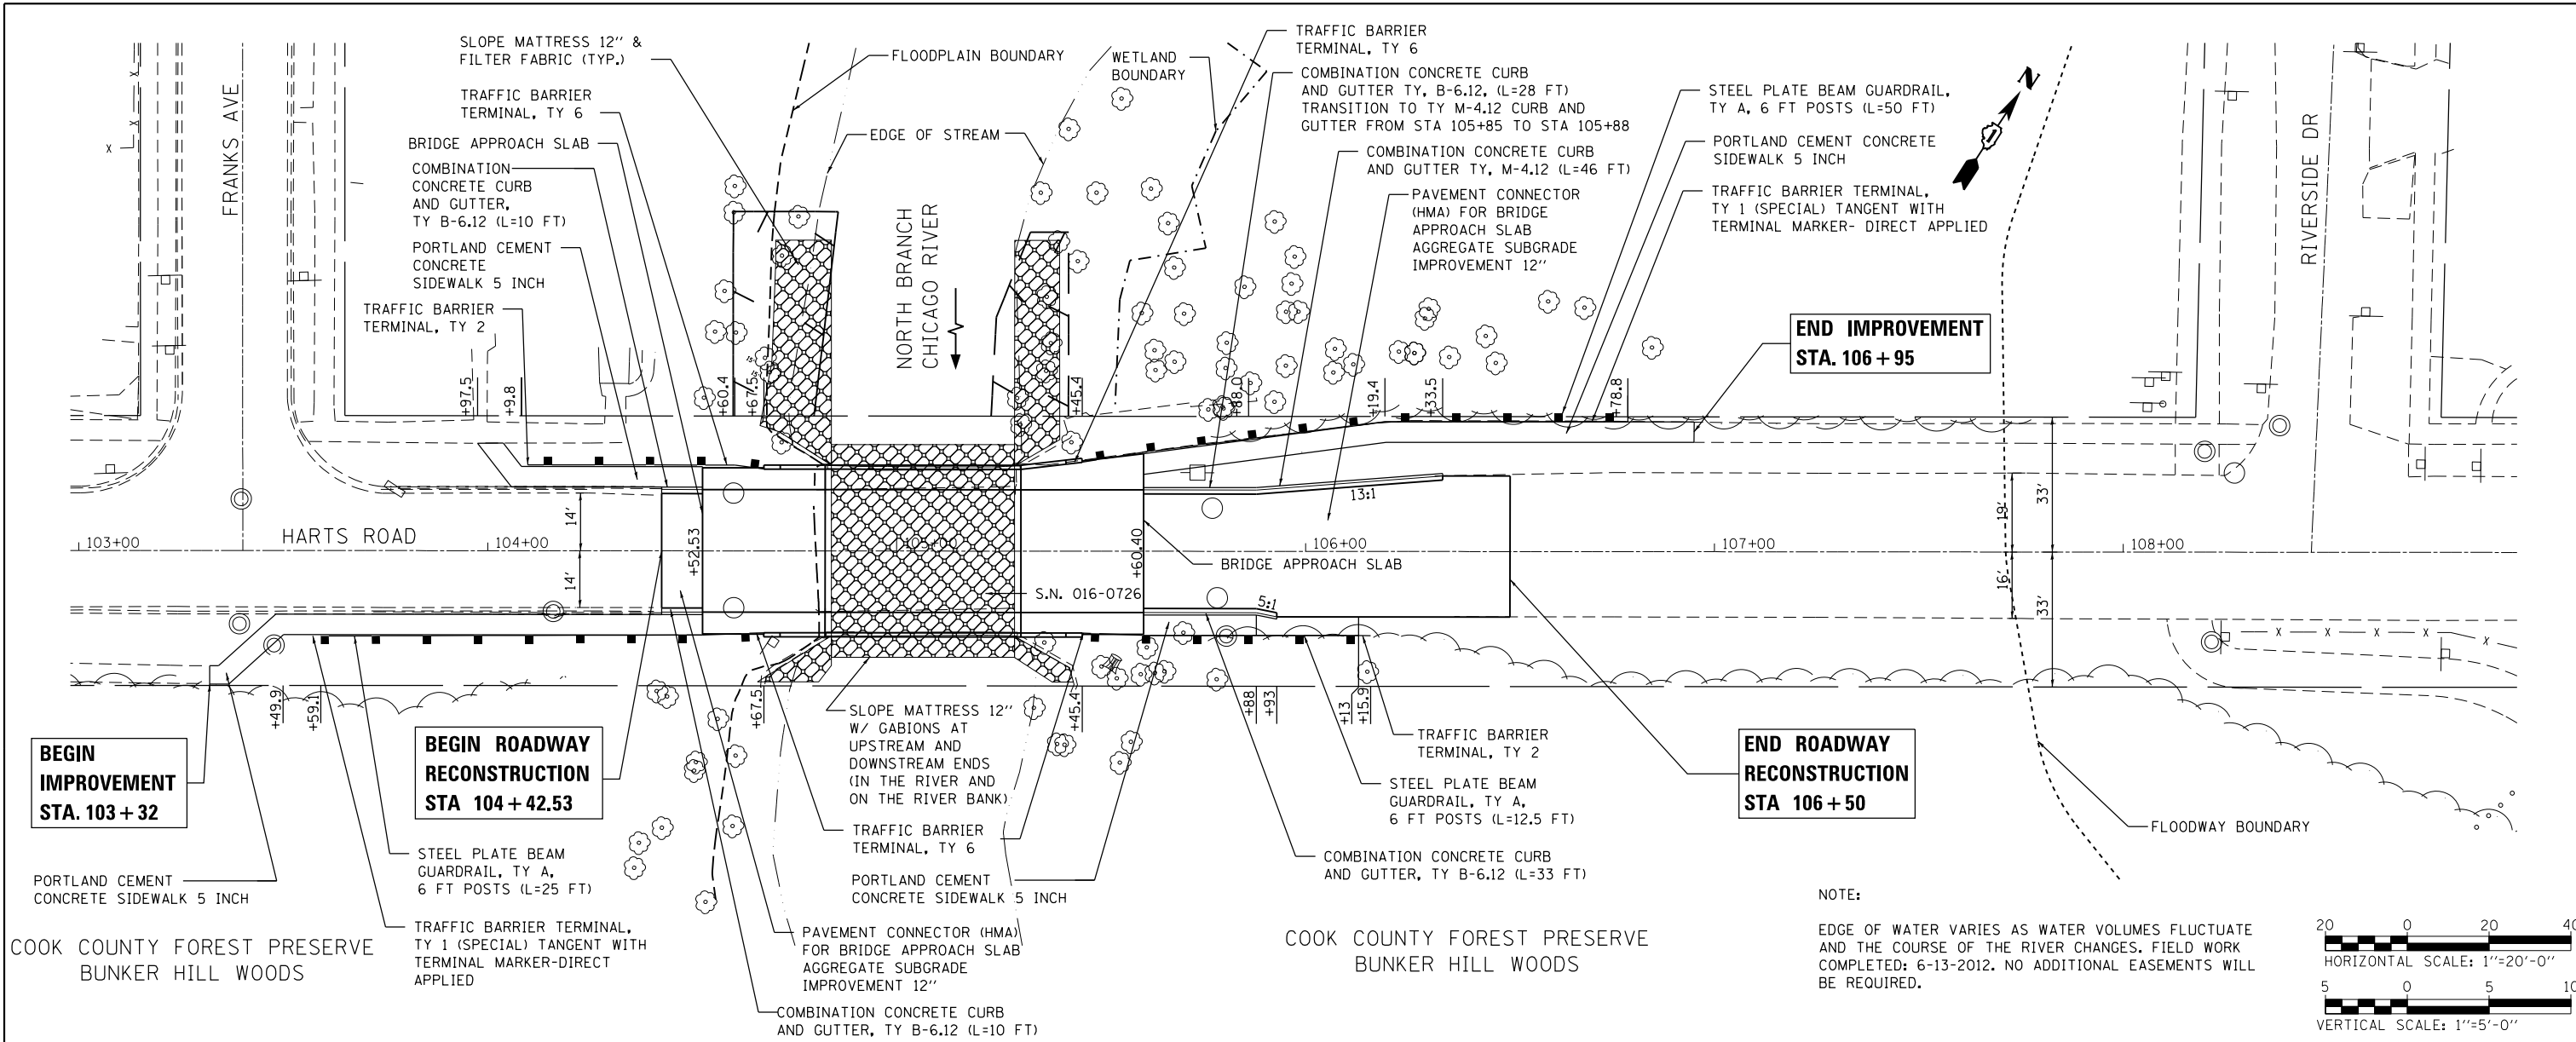 SLOPE MATTRESS 12" &
FILTER FABRIC (TYP.)
TRAFFIC BARRIER
TERMINAL, TY 6
BRIDGE APPROACH SLAB
COMBINATION
CONCRETE CURB
AND GUTTER,
TY B-6.12 (L=10 FT)
PORTLAND CEMENT
CONCRETE
SIDEWALK 5 INCH
TRAFFIC BARRIER
TERMINAL, TY 2
FRANKS AVE
FLOODPLAIN BOUNDARY
EDGE OF STREAM
WETLAND
BOUNDARY
NORTH BRANCH
CHICAGO RIVER
TRAFFIC BARRIER
TERMINAL, TY 6
COMBINATION CONCRETE CURB
AND GUTTER TY, B-6.12, (L=28 FT)
TRANSITION TO TY M-4.12 CURB AND
GUTTER FROM STA 105+85 TO STA 105+88
COMBINATION CONCRETE CURB
AND GUTTER TY, M-4.12 (L=46 FT)
PAVEMENT CONNECTOR
(HMA) FOR BRIDGE
APPROACH SLAB
AGGREGATE SUBGRADE
IMPROVEMENT 12"
STEEL PLATE BEAM GUARDRAIL,
TY A, 6 FT POSTS (L=50 FT)
PORTLAND CEMENT CONCRETE
SIDEWALK 5 INCH
TRAFFIC BARRIER TERMINAL,
TY 1 (SPECIAL) TANGENT WITH
TERMINAL MARKER- DIRECT APPLIED
N
RIVERSIDE DR
END IMPROVEMENT
STA. 106+95
+97.5
+9.8
+60.4
+67.5
+45.4
+88.0
+19.4
+33.5
+78.8
13:1
14'
14'
+52.53
+60.40
19'
33'
16'
33'
HARTS ROAD
103+00
104+00
105+00
106+00
107+00
108+00
BRIDGE APPROACH SLAB
S.N. 016-0726
5:1
+49.9
+59.1
+67.5
+45.4
+88
+93
+13
+15.9
BEGIN
IMPROVEMENT
STA. 103+32
BEGIN ROADWAY
RECONSTRUCTION
STA 104+42.53
SLOPE MATTRESS 12"
W/ GABIONS AT
UPSTREAM AND
DOWNSTREAM ENDS
(IN THE RIVER AND
ON THE RIVER BANK)
TRAFFIC BARRIER
TERMINAL, TY 6
PORTLAND CEMENT
CONCRETE SIDEWALK 5 INCH
TRAFFIC BARRIER
TERMINAL, TY 2
STEEL PLATE BEAM
GUARDRAIL, TY A,
6 FT POSTS (L=12.5 FT)
COMBINATION CONCRETE CURB
AND GUTTER, TY B-6.12 (L=33 FT)
END ROADWAY
RECONSTRUCTION
STA 106+50
FLOODWAY BOUNDARY
PORTLAND CEMENT
CONCRETE SIDEWALK 5 INCH
STEEL PLATE BEAM
GUARDRAIL, TY A,
6 FT POSTS (L=25 FT)
TRAFFIC BARRIER TERMINAL,
TY 1 (SPECIAL) TANGENT WITH
TERMINAL MARKER-DIRECT
APPLIED
PAVEMENT CONNECTOR (HMA)
FOR BRIDGE APPROACH SLAB
AGGREGATE SUBGRADE
IMPROVEMENT 12"
COMBINATION CONCRETE CURB
AND GUTTER, TY B-6.12 (L=10 FT)
COOK COUNTY FOREST PRESERVE
BUNKER HILL WOODS
COOK COUNTY FOREST PRESERVE
BUNKER HILL WOODS
NOTE:
EDGE OF WATER VARIES AS WATER VOLUMES FLUCTUATE
AND THE COURSE OF THE RIVER CHANGES. FIELD WORK
COMPLETED: 6-13-2012. NO ADDITIONAL EASEMENTS WILL
BE REQUIRED.
20 0 20 40
HORIZONTAL SCALE: 1"=20'-0"
5 0 5 10
VERTICAL SCALE: 1"=5'-0"